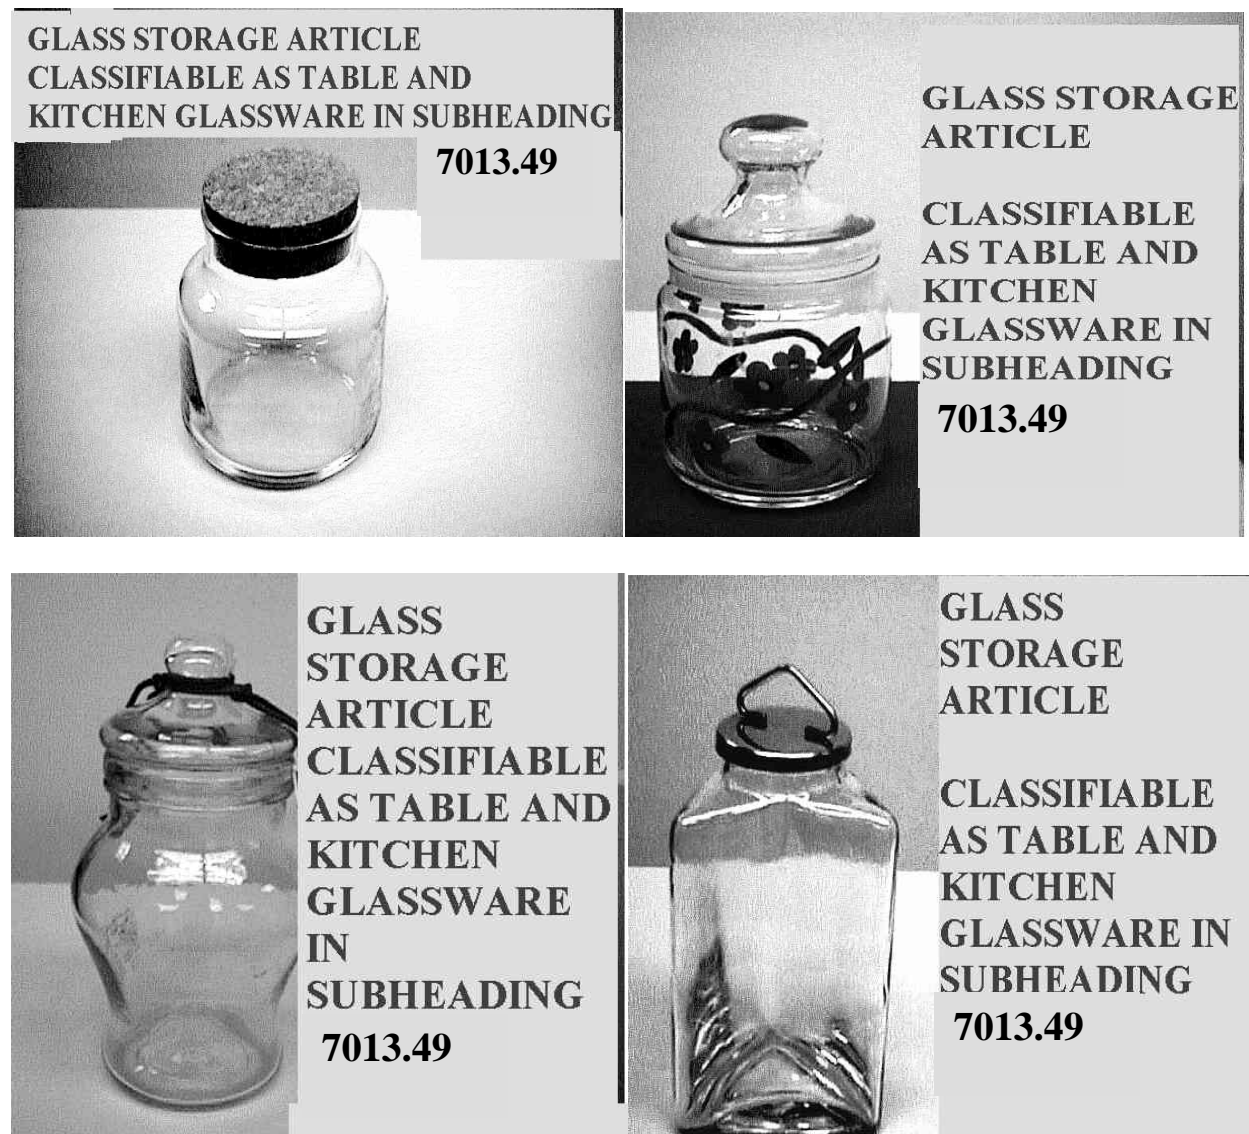 GLASS STORAGE ARTICLE
CLASSIFIABLE AS TABLE AND
KITCHEN GLASSWARE IN SUBHEADING
7013.49
GLASS STORAGE
ARTICLE
CLASSIFIABLE
AS TABLE AND
KITCHEN
GLASSWARE IN
SUBHEADING
7013.49
GLASS
STORAGE
ARTICLE
CLASSIFIABLE
AS TABLE AND
KITCHEN
GLASSWARE
IN
SUBHEADING
7013.49
GLASS
STORAGE
ARTICLE
CLASSIFIABLE
AS TABLE AND
KITCHEN
GLASSWARE IN
SUBHEADING
7013.49